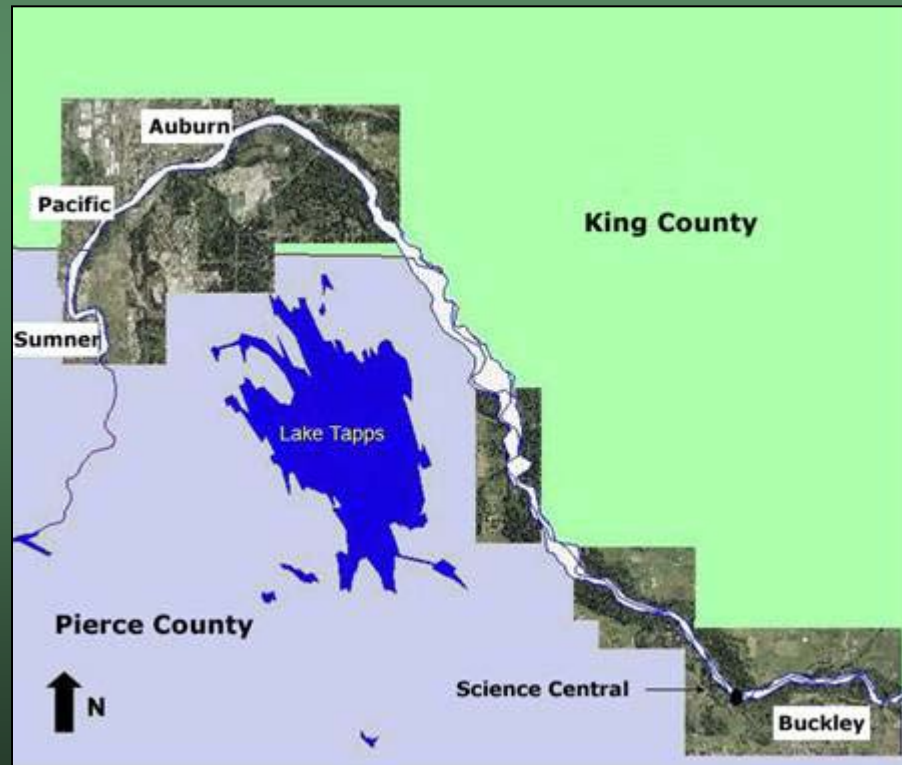 Auburn
Pacific
King County
Sumner
Lake Tapps
Pierce County
Science Central
N
Buckley